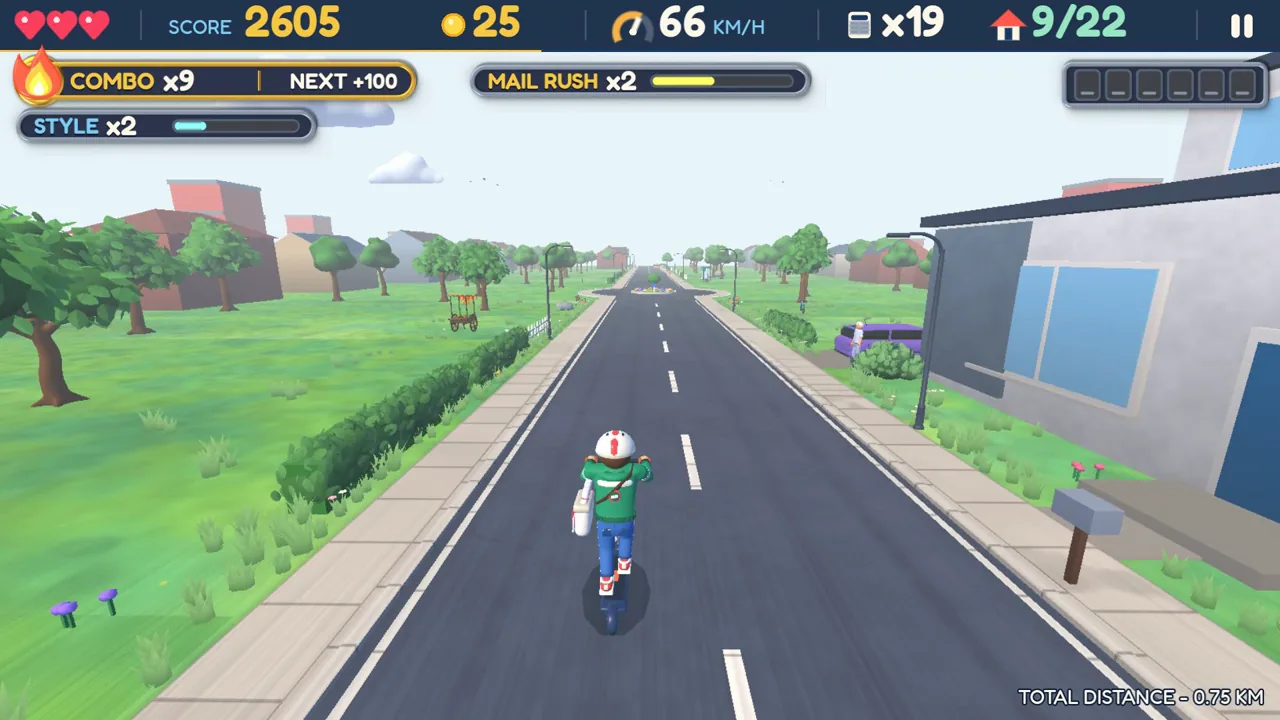 SCORE 2605 25 66 KM/H x19 9/22
COMBO x9 NEXT +100 MAIL RUSH x2
STYLE x2
TOTAL DISTANCE - 0.75 KM